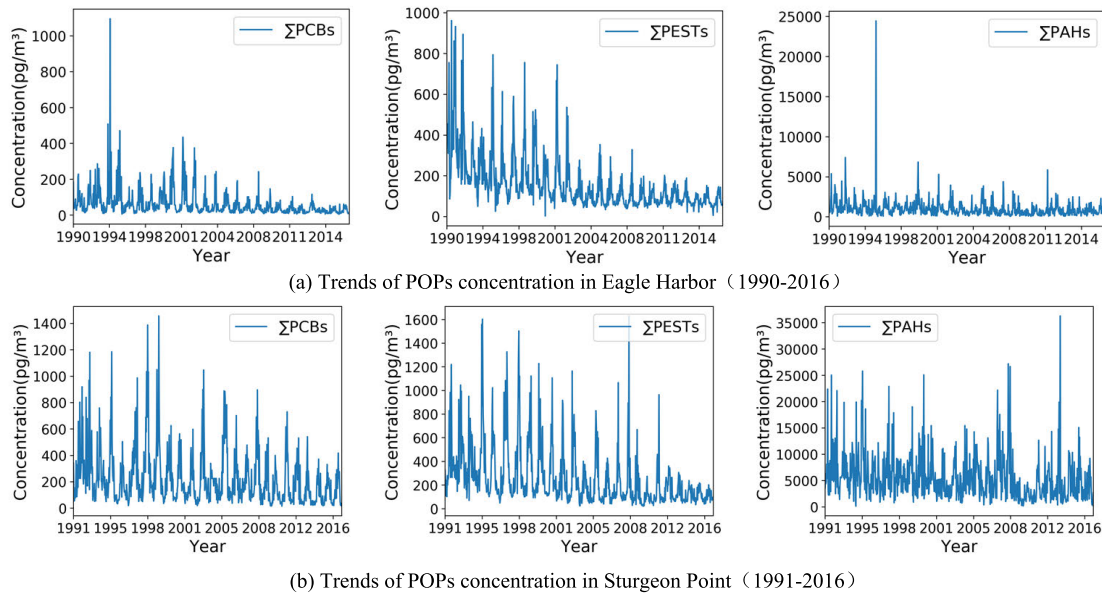 Concentration(pg/m³)
1000
800
600
400
200
0
∑PCBs
1990 1994 1998 2001 2004 2008 2011 2014
Year
Concentration(pg/m³)
1000
800
600
400
200
0
∑PESTs
1990 1994 1998 2001 2004 2008 2011 2014
Year
Concentration(pg/m³)
25000
20000
15000
10000
5000
0
∑PAHs
1990 1994 1998 2001 2004 2008 2011 2014
Year
(a) Trends of POPs concentration in Eagle Harbor（1990-2016）
Concentration(pg/m³)
1400
1200
1000
800
600
400
200
0
∑PCBs
1991 1995 1998 2001 2005 2008 2012 2016
Year
Concentration(pg/m³)
1600
1400
1200
1000
800
600
400
200
0
∑PESTs
1991 1995 1998 2001 2005 2008 2012 2016
Year
Concentration(pg/m³)
35000
30000
25000
20000
15000
10000
5000
0
∑PAHs
1991 1995 1998 2001 2005 2008 2012 2016
Year
(b) Trends of POPs concentration in Sturgeon Point（1991-2016）